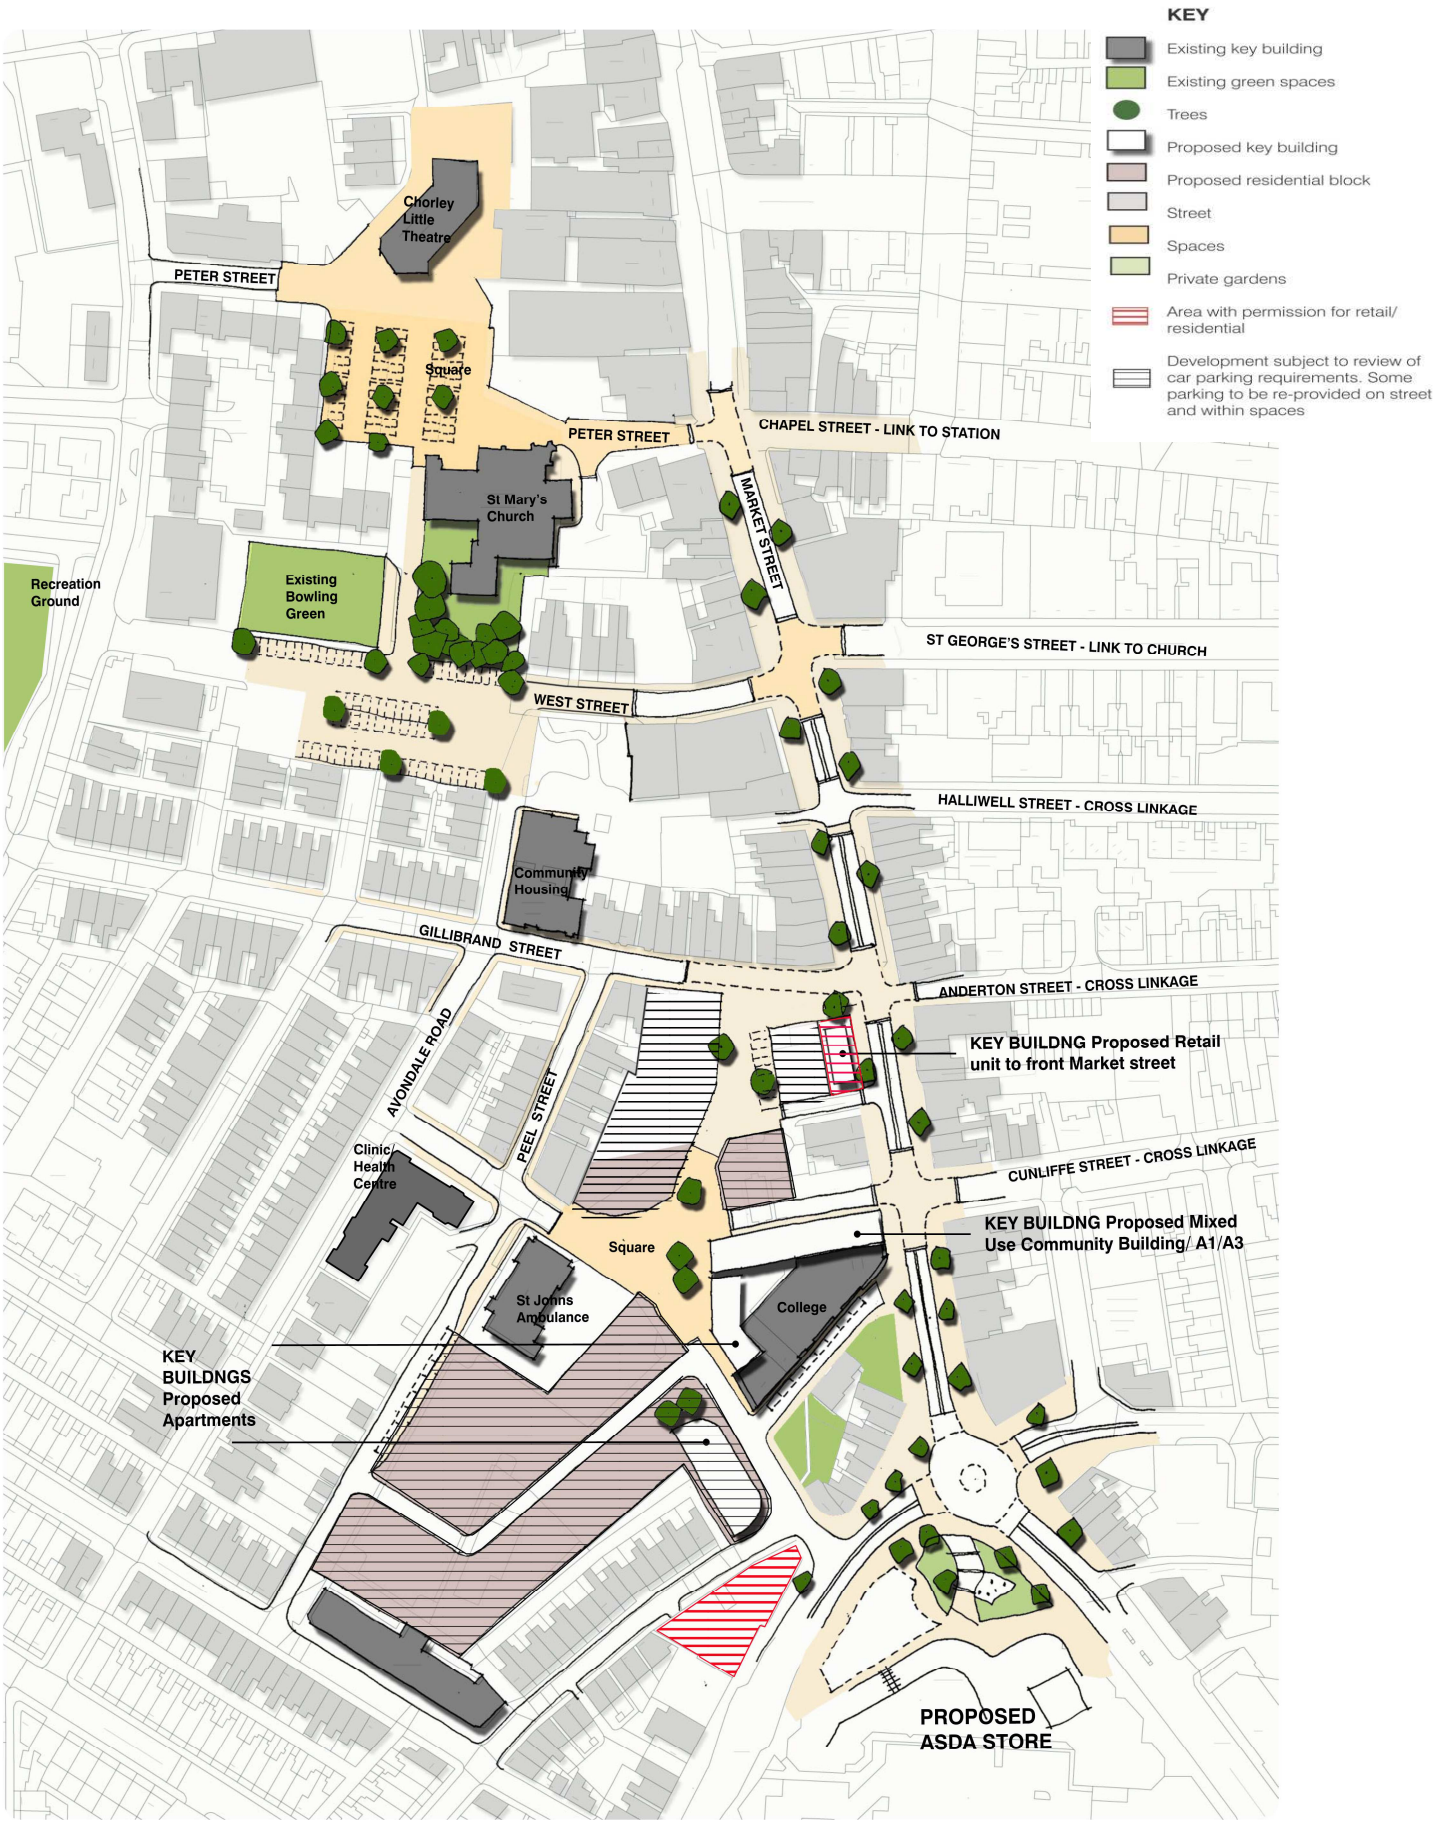 KEY
Existing key building
Existing green spaces
Trees
Proposed key building
Proposed residential block
Street
Spaces
Private gardens
Area with permission for retail/
residential
Development subject to review of
car parking requirements. Some
parking to be re-provided on street
and within spaces
Chorley
Little
Theatre
PETER STREET
Square
PETER STREET
CHAPEL STREET - LINK TO STATION
MARKET STREET
St Mary's
Church
Recreation
Ground
Existing
Bowling
Green
ST GEORGE'S STREET - LINK TO CHURCH
WEST STREET
HALLIWELL STREET - CROSS LINKAGE
Community
Housing
GILLIBRAND STREET
ANDERTON STREET - CROSS LINKAGE
AVONDALE ROAD
PEEL STREET
KEY BUILDNG Proposed Retail
unit to front Market street
Clinic/
Health
Centre
CUNLIFFE STREET - CROSS LINKAGE
KEY BUILDNG Proposed Mixed
Use Community Building/ A1/A3
Square
St Jonns
Ambulance
College
KEY
BUILDNGS
Proposed
Apartments
PROPOSED
ASDA STORE